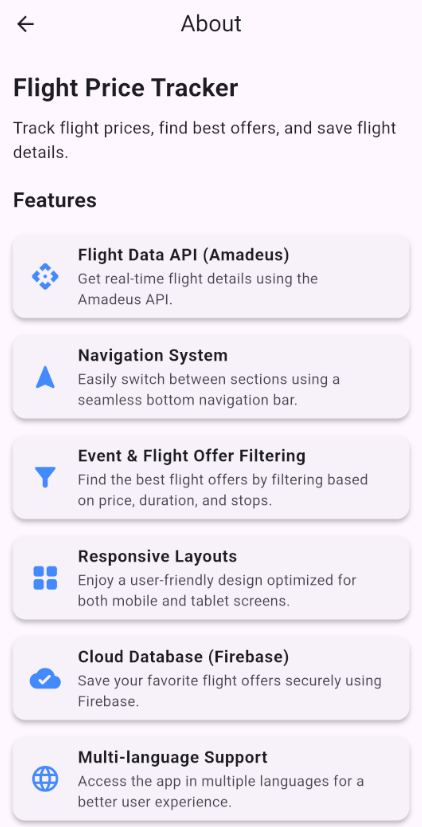 About
Flight Price Tracker
Track flight prices, find best offers, and save flight
details.
Features
Flight Data API (Amadeus)
Get real-time flight details using the
Amadeus API.
Navigation System
Easily switch between sections using a
seamless bottom navigation bar.
Event & Flight Offer Filtering
Find the best flight offers by filtering based
on price, duration, and stops.
Responsive Layouts
Enjoy a user-friendly design optimized for
both mobile and tablet screens.
Cloud Database (Firebase)
Save your favorite flight offers securely using
Firebase.
Multi-language Support
Access the app in multiple languages for a
better user experience.